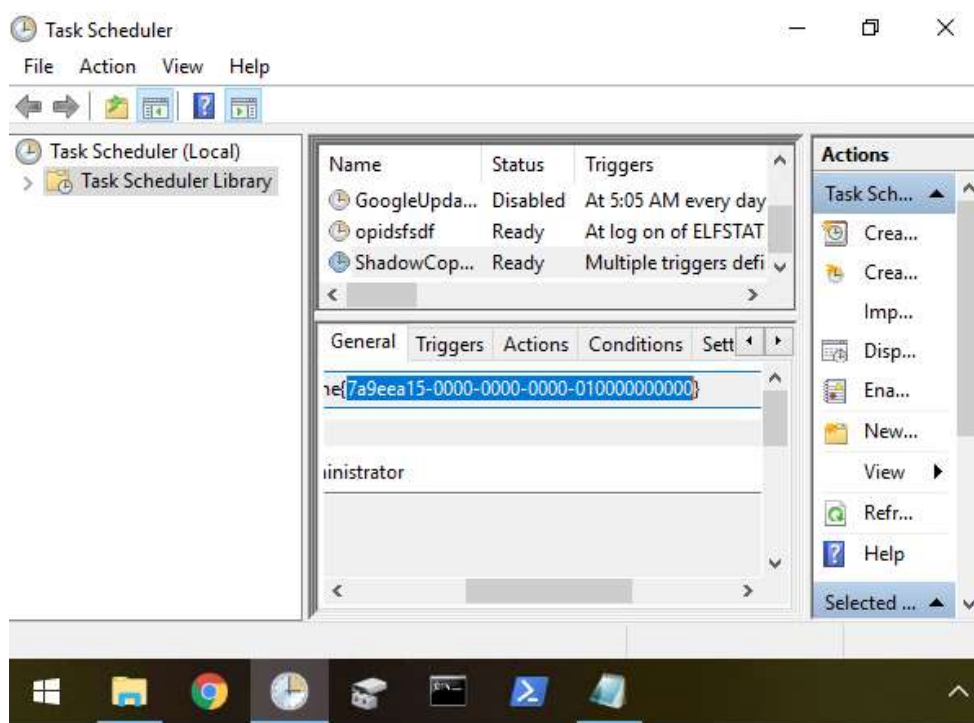 Task Scheduler
File Action View Help
Task Scheduler (Local)
Task Scheduler Library
Name Status Triggers
GoogleUpda... Disabled At 5:05 AM every day
opidsfsdf Ready At log on of ELFSTAT
ShadowCop... Ready Multiple triggers defi
General Triggers Actions Conditions Sett
ne{7a9eea15-0000-0000-0000-010000000000}
ninistrator
Actions
Task Sch...
Crea...
Crea...
Imp...
Disp...
Ena...
New...
View
Refr...
Help
Selected ...